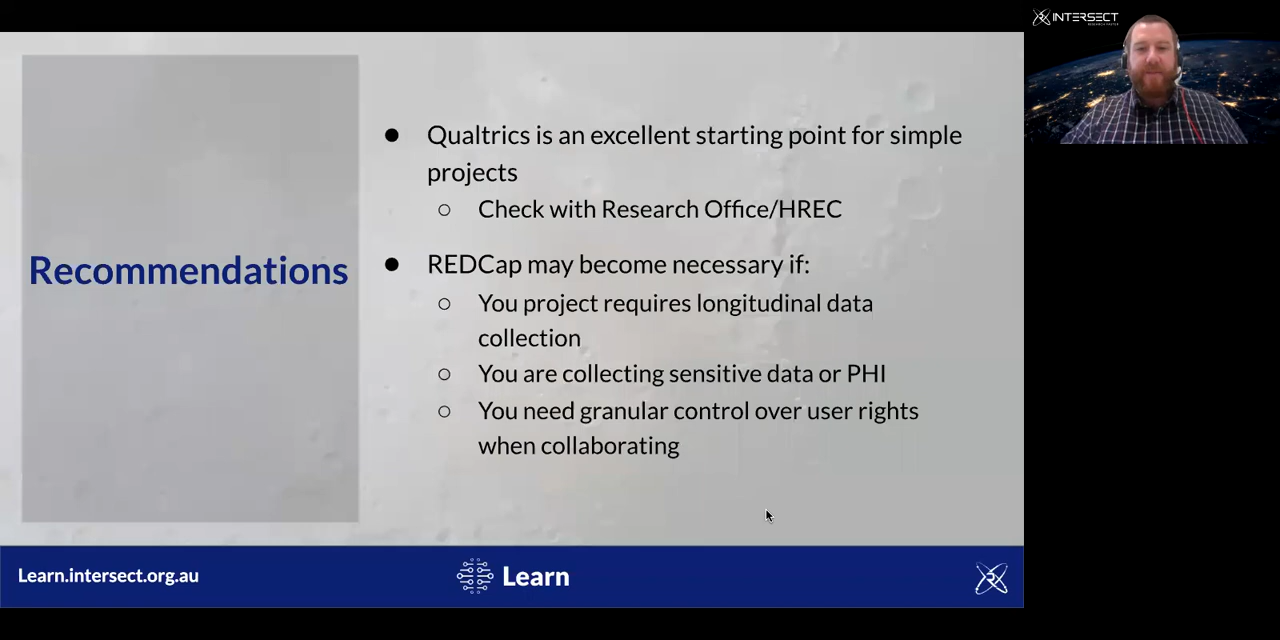 INTERSECT
Recommendations
● Qualtrics is an excellent starting point for simple
projects
○ Check with Research Office/HREC
● REDCap may become necessary if:
○ You project requires longitudinal data
collection
○ You are collecting sensitive data or PHI
○ You need granular control over user rights
when collaborating
Learn.intersect.org.au
Learn